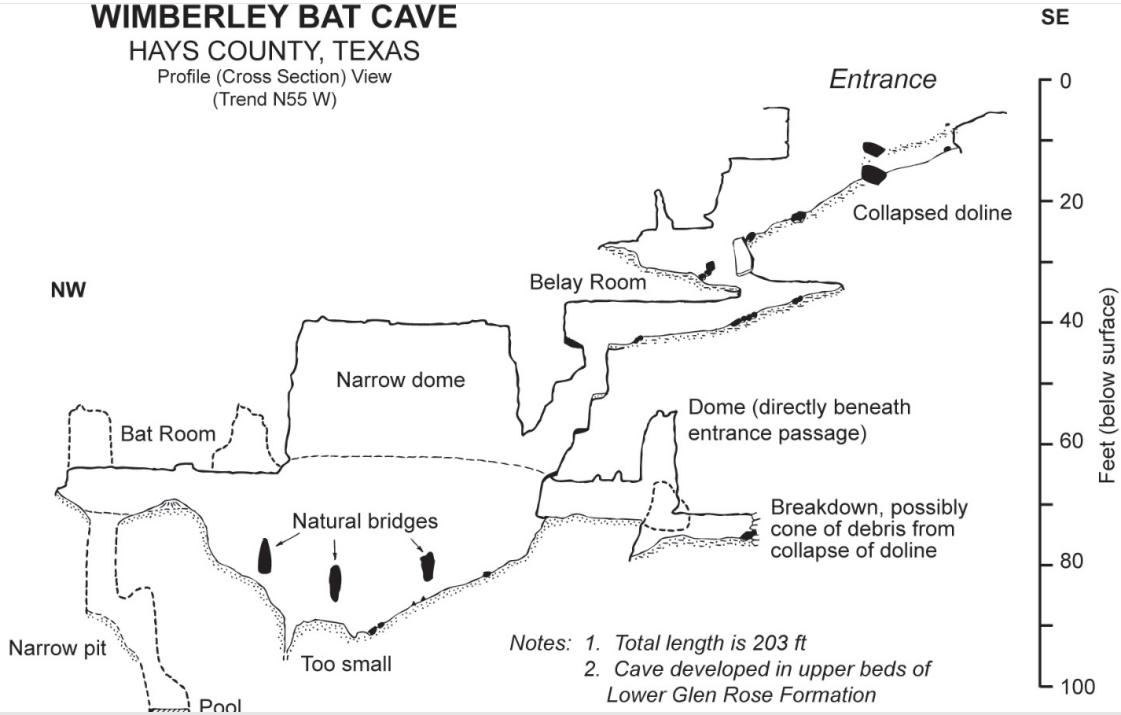 WIMBERLEY BAT CAVE
HAYS COUNTY, TEXAS
Profile (Cross Section) View
(Trend N55 W)
SE
Entrance
0
20
Collapsed doline
Belay Room
NW
40
Narrow dome
Feet (below surface)
Dome (directly beneath
entrance passage)
Bat Room
60
Natural bridges
Breakdown, possibly
cone of debris from
collapse of doline
80
Narrow pit
Too small
Notes: 1. Total length is 203 ft
2. Cave developed in upper beds of
Lower Glen Rose Formation
100
Pool